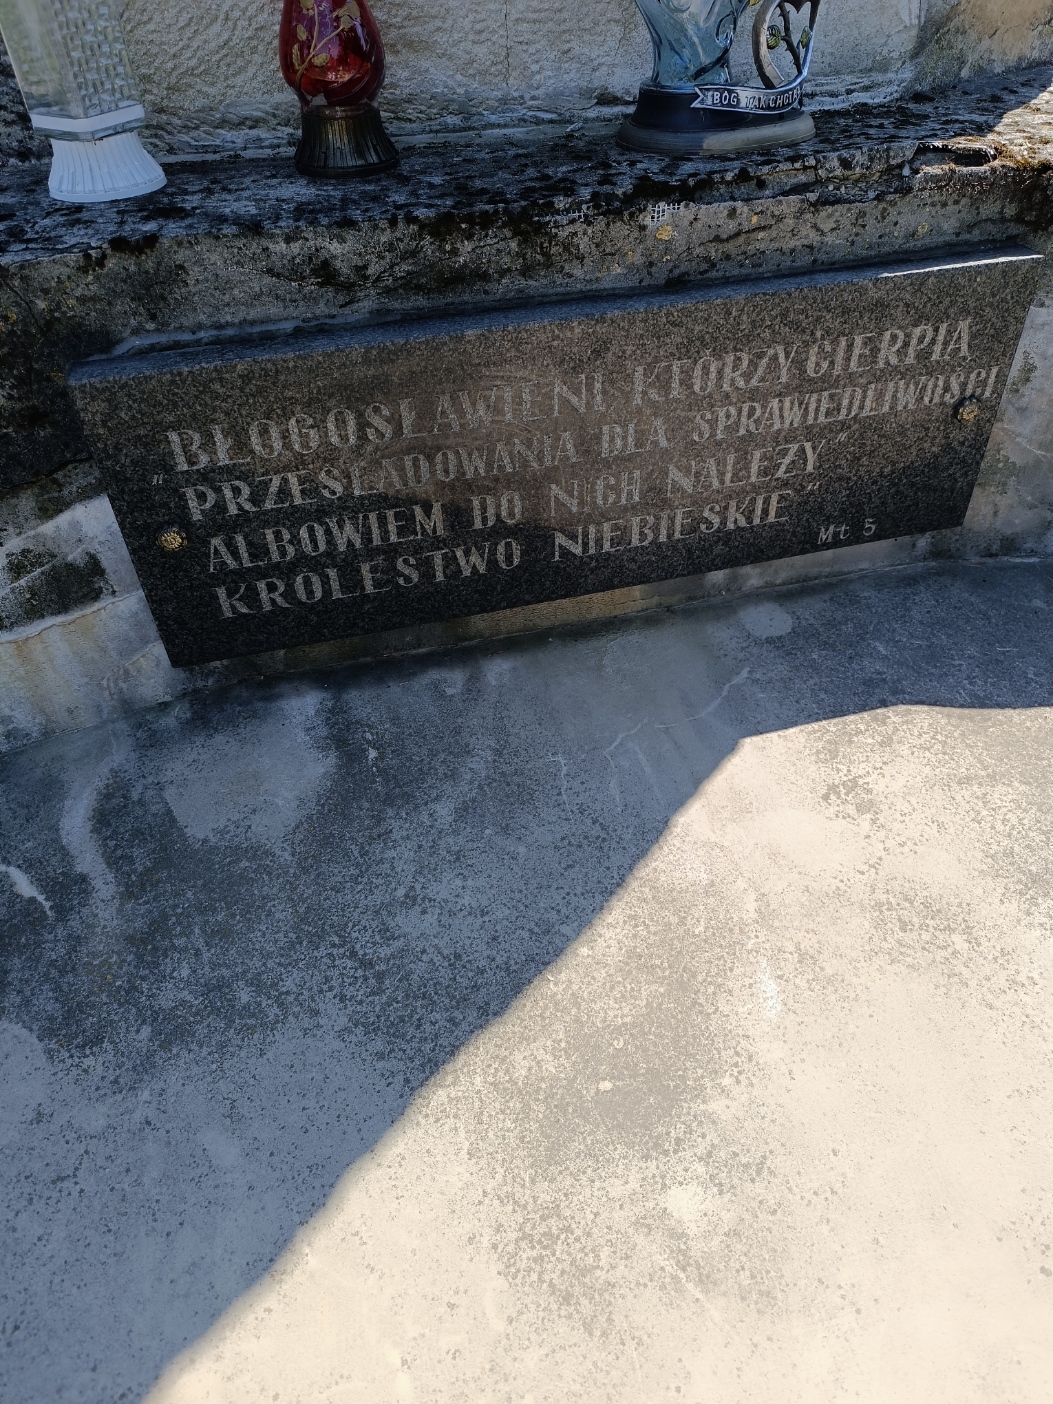 BÓG TAK CHCIAŁ
BŁOGOSŁAWIENI, KTÓRZY CIERPIĄ
" PRZEŚLADOWANIA DLA SPRAWIEDLIWOŚCI
ALBOWIEM DO NICH NALEŻY "
KRÓLESTWO NIEBIESKIE "
Mt 5